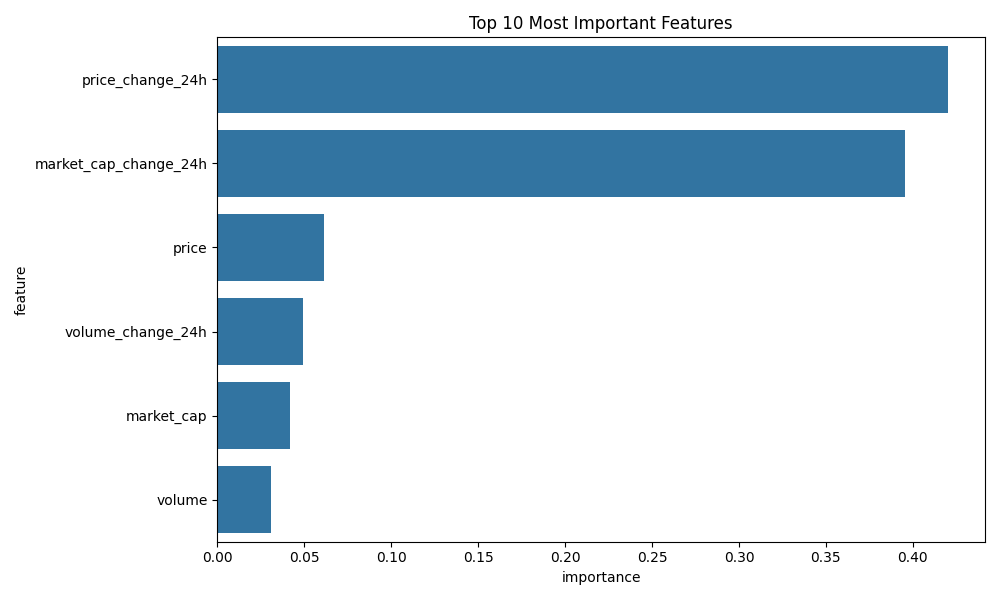 Top 10 Most Important Features
feature
price_change_24h
market_cap_change_24h
price
volume_change_24h
market_cap
volume
0.00 0.05 0.10 0.15 0.20 0.25 0.30 0.35 0.40
importance